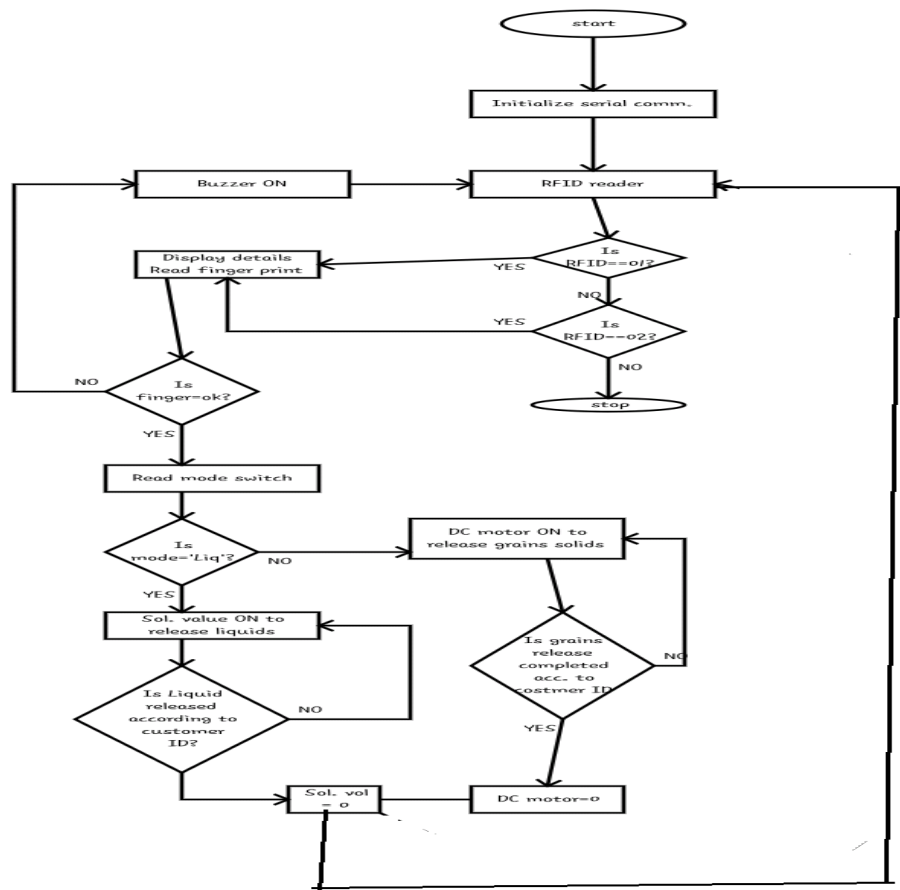 start
Initialize serial comm.
Buzzer ON
RFID reader
Display details
Read finger print
YES
Is
RFID==01?
NO
YES
Is
RFID==02?
NO
stop
NO
Is
finger=ok?
YES
Read mode switch
Is
mode='Liq'?
NO
DC motor ON to
release grains solids
YES
Sol. value ON to
release liquids
Is grains
release
completed
acc. to
costmer ID
NO
Is Liquid
released
according to
customer
ID?
NO
YES
Sol. vol
= 0
DC motor=0